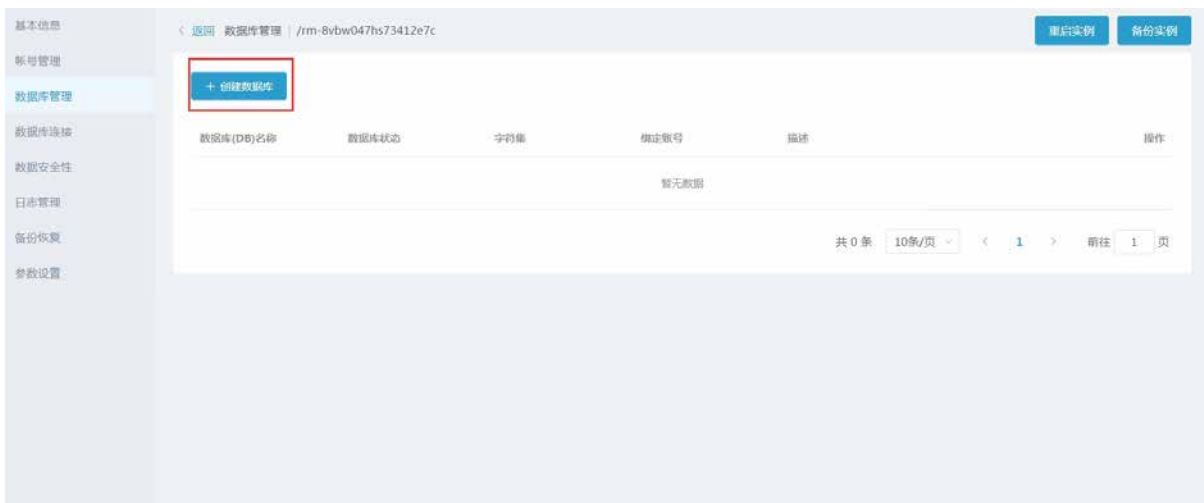 基本信息
帐号管理
数据库管理
数据库连接
数据安全性
日志管理
备份恢复
参数设置
< 返回 数据库管理 | /rm-8vbw047hs73412e7c
重启实例 备份实例
+ 创建数据库
数据库(DB)名称 数据库状态 字符集 绑定账号 描述 操作
暂无数据
共 0 条 10条/页 < 1 > 前往 1 页